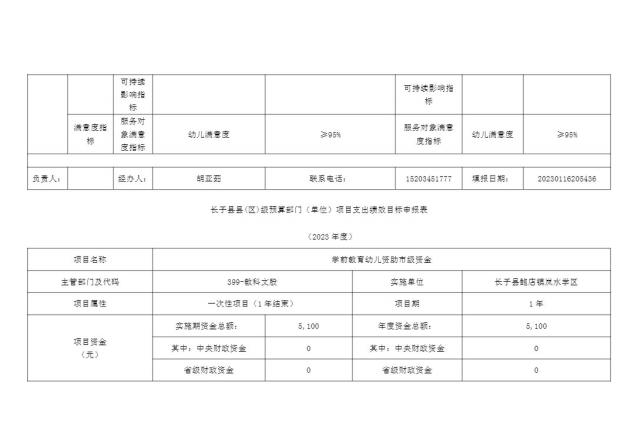 可持续影响指标
可持续影响指标
满意度指标
服务对象满意度指标
幼儿满意度
≥95%
服务对象满意度指标
幼儿满意度
≥95%
负责人:
经办人:
胡亚茹
联系电话:
15203451777
填报日期:
20230116205436
长子县县(区)级预算部门（单位）项目支出绩效目标申报表
（2023 年度）
项目名称
学前教育幼儿资助市级资金
主管部门及代码
399-教科文股
实施单位
长子县鲍店镇岚水学区
项目属性
一次性项目（1 年结束）
项目期
1 年
项目资金
（元）
实施期资金总额:
5,100
年度资金总额:
5,100
其中: 中央财政资金
0
其中: 中央财政资金
0
省级财政资金
0
省级财政资金
0